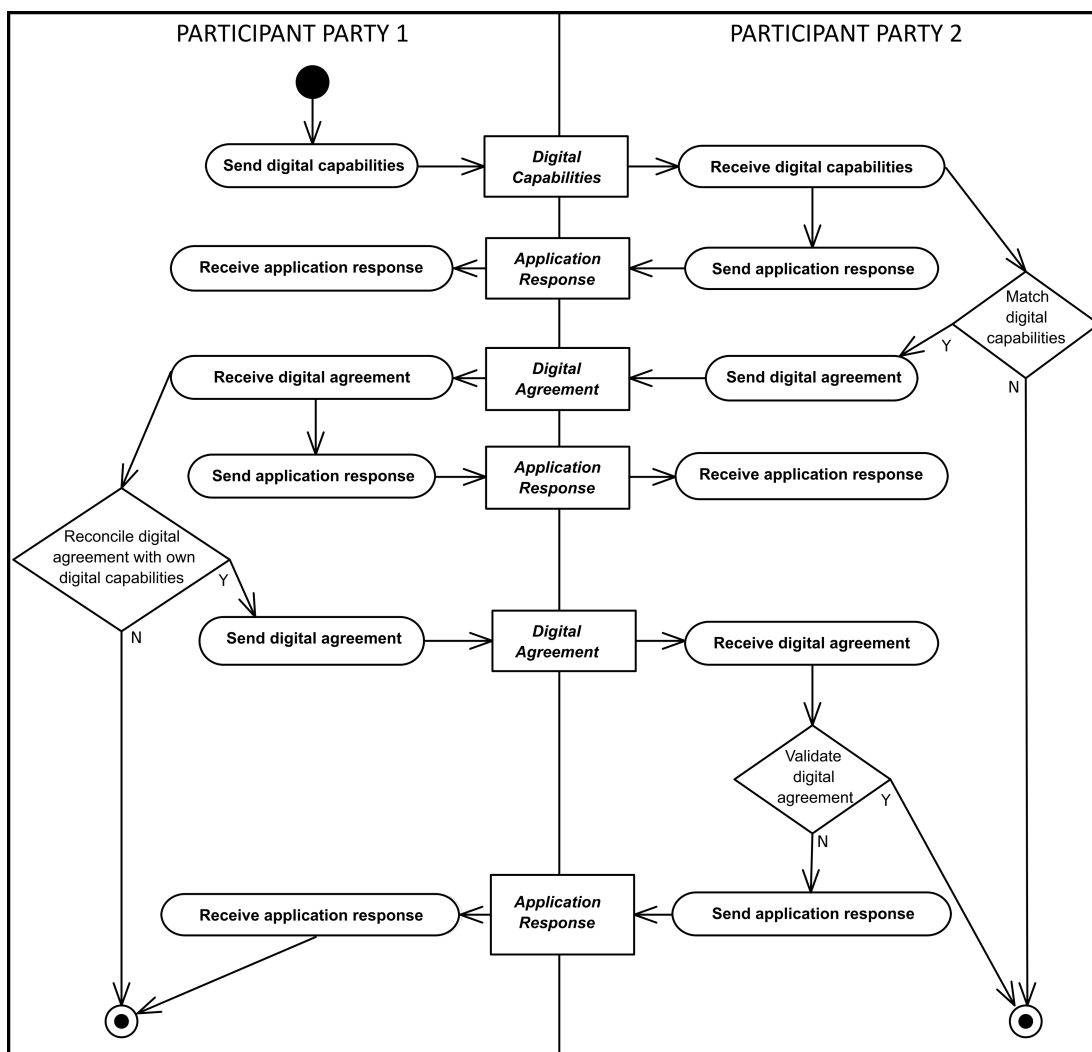 PARTICIPANT PARTY 1
PARTICIPANT PARTY 2
Send digital capabilities
Digital
Capabilities
Receive digital capabilities
Receive application response
Application
Response
Send application response
Match
digital
capabilities
Y
N
Receive digital agreement
Digital
Agreement
Send digital agreement
Send application response
Application
Response
Receive application response
Reconcile digital
agreement with own
digital capabilities
Y
N
Send digital agreement
Digital
Agreement
Receive digital agreement
Validate
digital
agreement
Y
N
Receive application response
Application
Response
Send application response